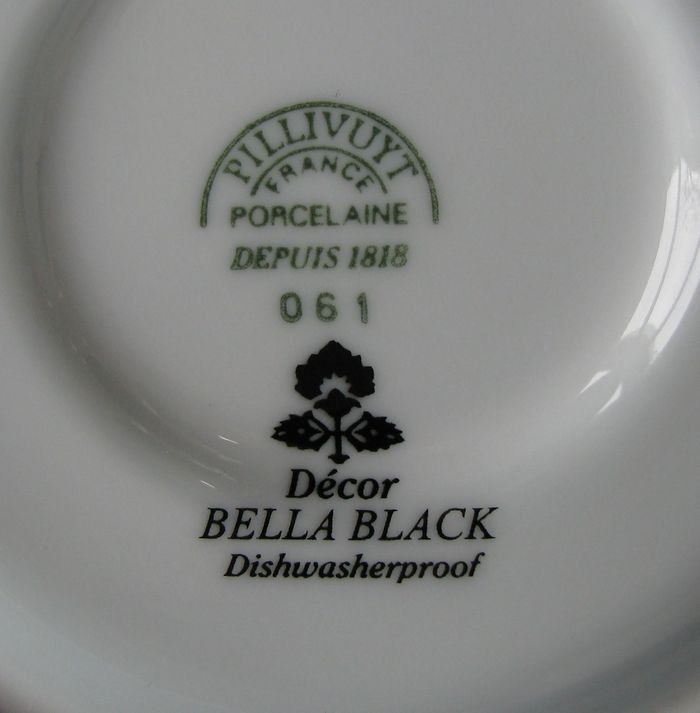 PILLIVUYT
FRANCE
PORCELAINE
DEPUIS 1818
061
Décor
BELLA BLACK
Dishwasherproof